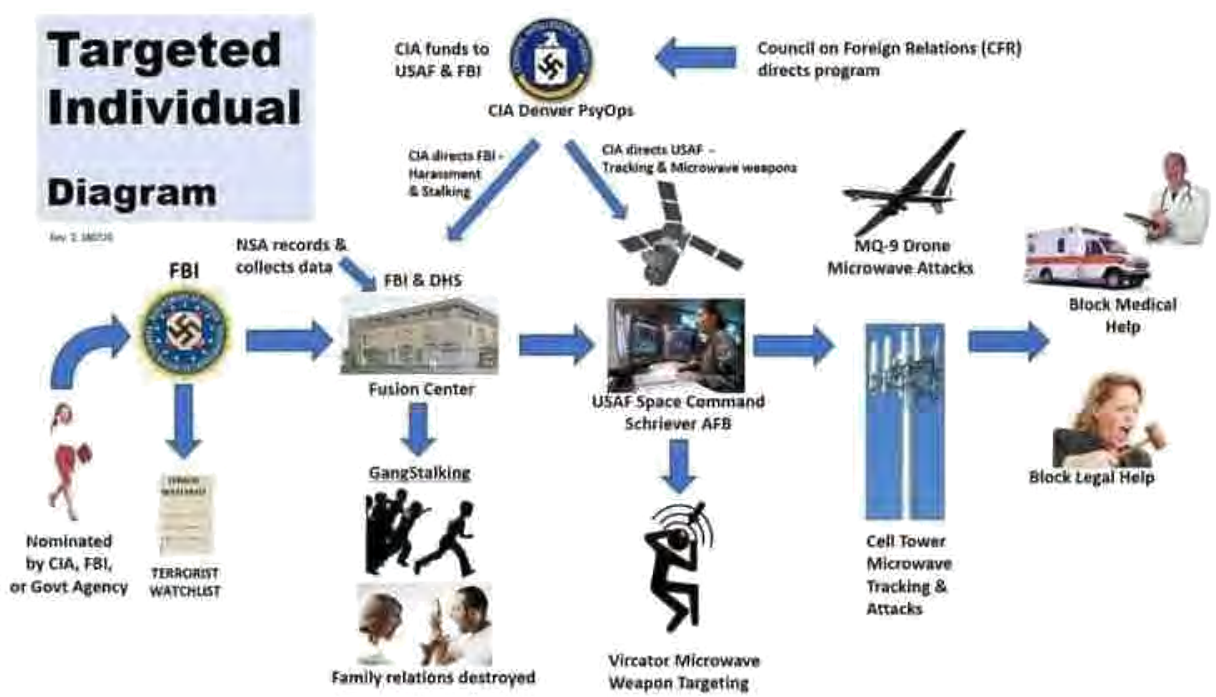 Targeted
Individual
Diagram
CIA funds to
USAF & FBI
CIA Denver PsyOps
Council on Foreign Relations (CFR)
directs program
CIA directs FBI -
Harassment
& Stalking
CIA directs USAF -
Tracking & Microwave weapons
NSA records &
collects data
FBI
FBI & DHS
MQ-9 Drone
Microwave Attacks
Block Medical
Help
Fusion Center
USAF Space Command
Schriever AFB
GangStalking
Block Legal Help
TERRORIST
WATCHLIST
Nominated
by CIA, FBI,
or Govt Agency
TERRORIST
WATCHLIST
Cell Tower
Microwave
Tracking &
Attacks
Family relations destroyed
Vircator Microwave
Weapon Targeting